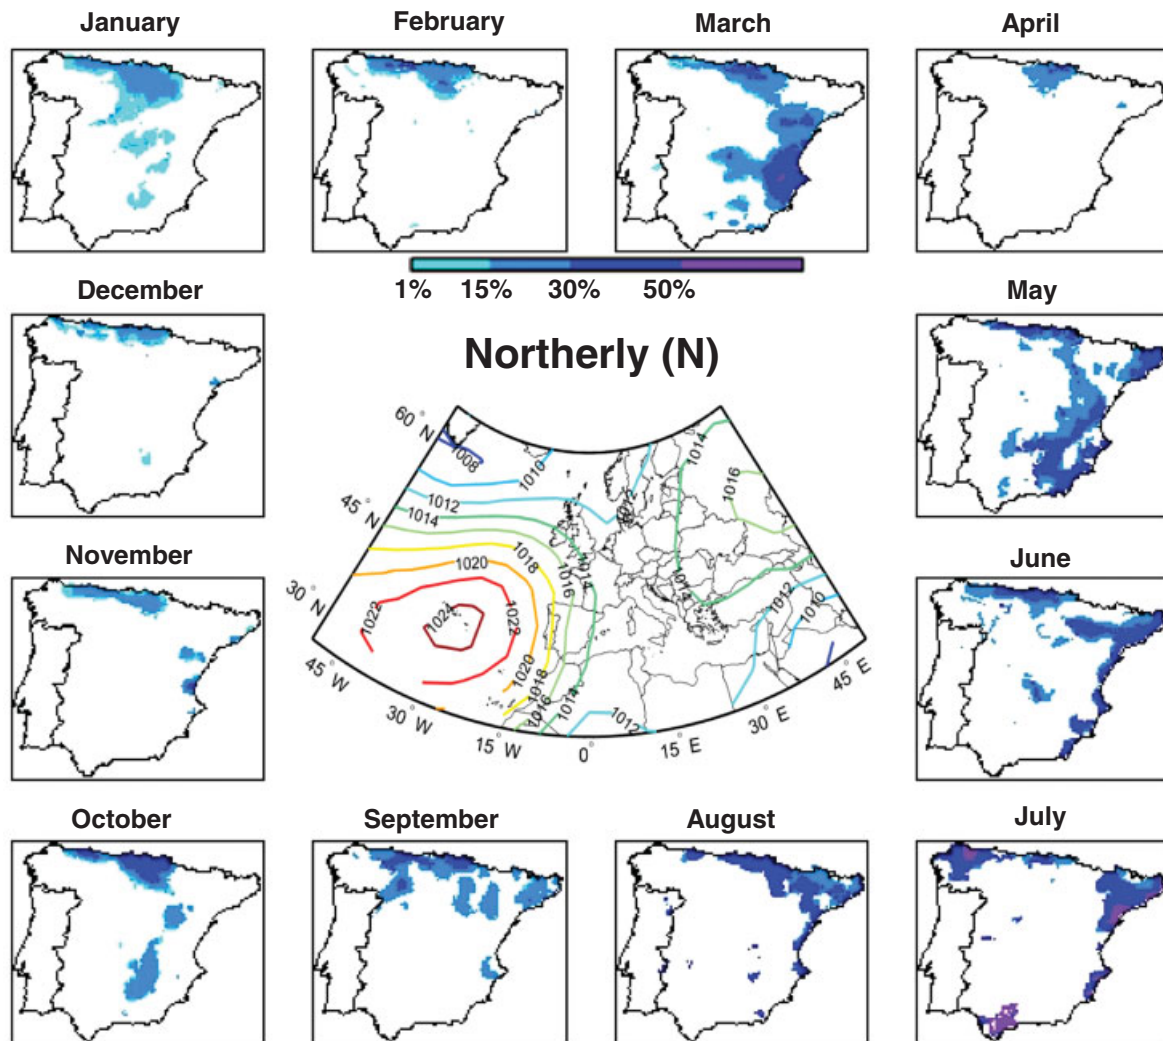 January
February
March
April
1% 15% 30% 50%
December
Northerly (N)
May
60 ° N
45 ° N
30 ° N
1008
1010
1012
1014
1012
1014
1016
1020
1018
1016
1014
1022
1024
1022
1014
1012
1010
1020
1018
1016
1014
1012
45 W
30 W
15 W
0°
15 ° E
30 ° E
45 ° E
November
June
October
September
August
July